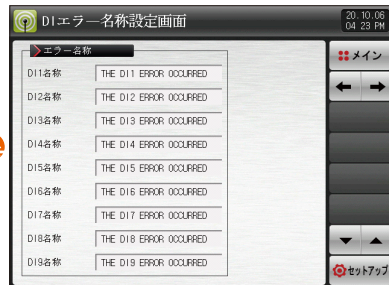 DIエラー名称設定画面
20.10.06
04 23 PM
エラー名称
DI1名称 THE DI1 ERROR OCCURRED
DI2名称 THE DI2 ERROR OCCURRED
DI3名称 THE DI3 ERROR OCCURRED
DI4名称 THE DI4 ERROR OCCURRED
DI5名称 THE DI5 ERROR OCCURRED
DI6名称 THE DI6 ERROR OCCURRED
DI7名称 THE DI7 ERROR OCCURRED
DI8名称 THE DI8 ERROR OCCURRED
DI9名称 THE DI9 ERROR OCCURRED
メイン
セットアップ